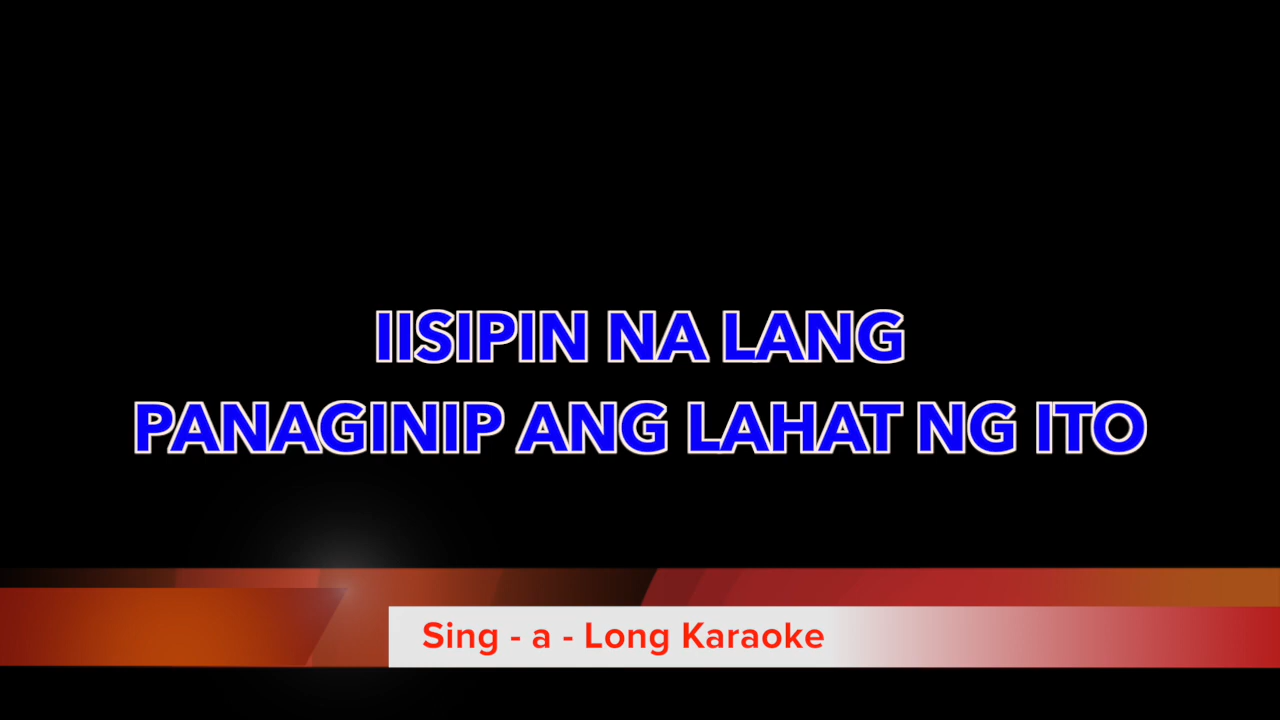 IISIPIN NA LANG
PANAGINIP ANG LAHAT NG ITO
Sing - a - Long Karaoke